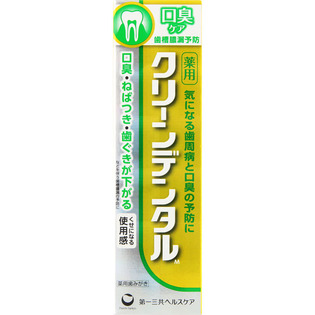 口臭
ケア
歯槽膿漏予防
薬用
クリーンデンタル
M
気になる歯周病と口臭の予防に
口臭・ねばつき・歯ぐきが下がる
くせになる
使用感
薬用歯みがき
第一三共ヘルスケア